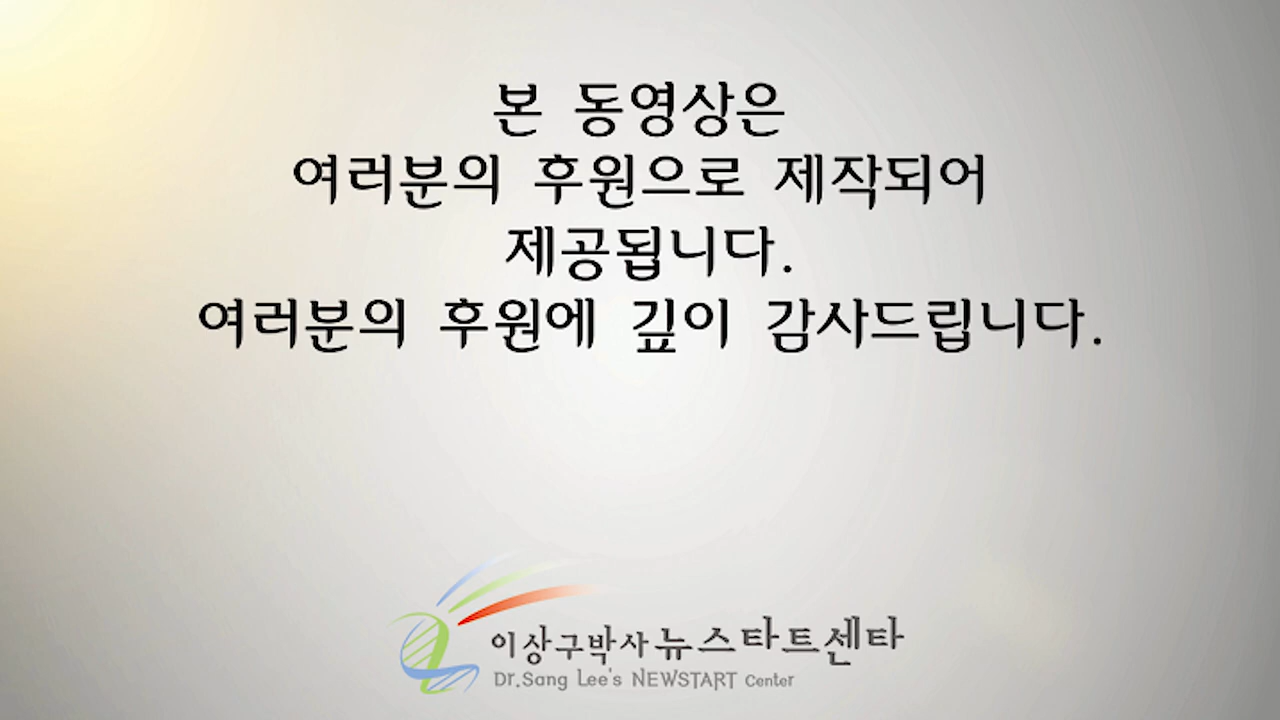 본 동영상은
여러분의 후원으로 제작되어
제공됩니다.
여러분의 후원에 깊이 감사드립니다.
이상구박사 뉴스타트센타
Dr.Sang Lee's NEWSTART Center